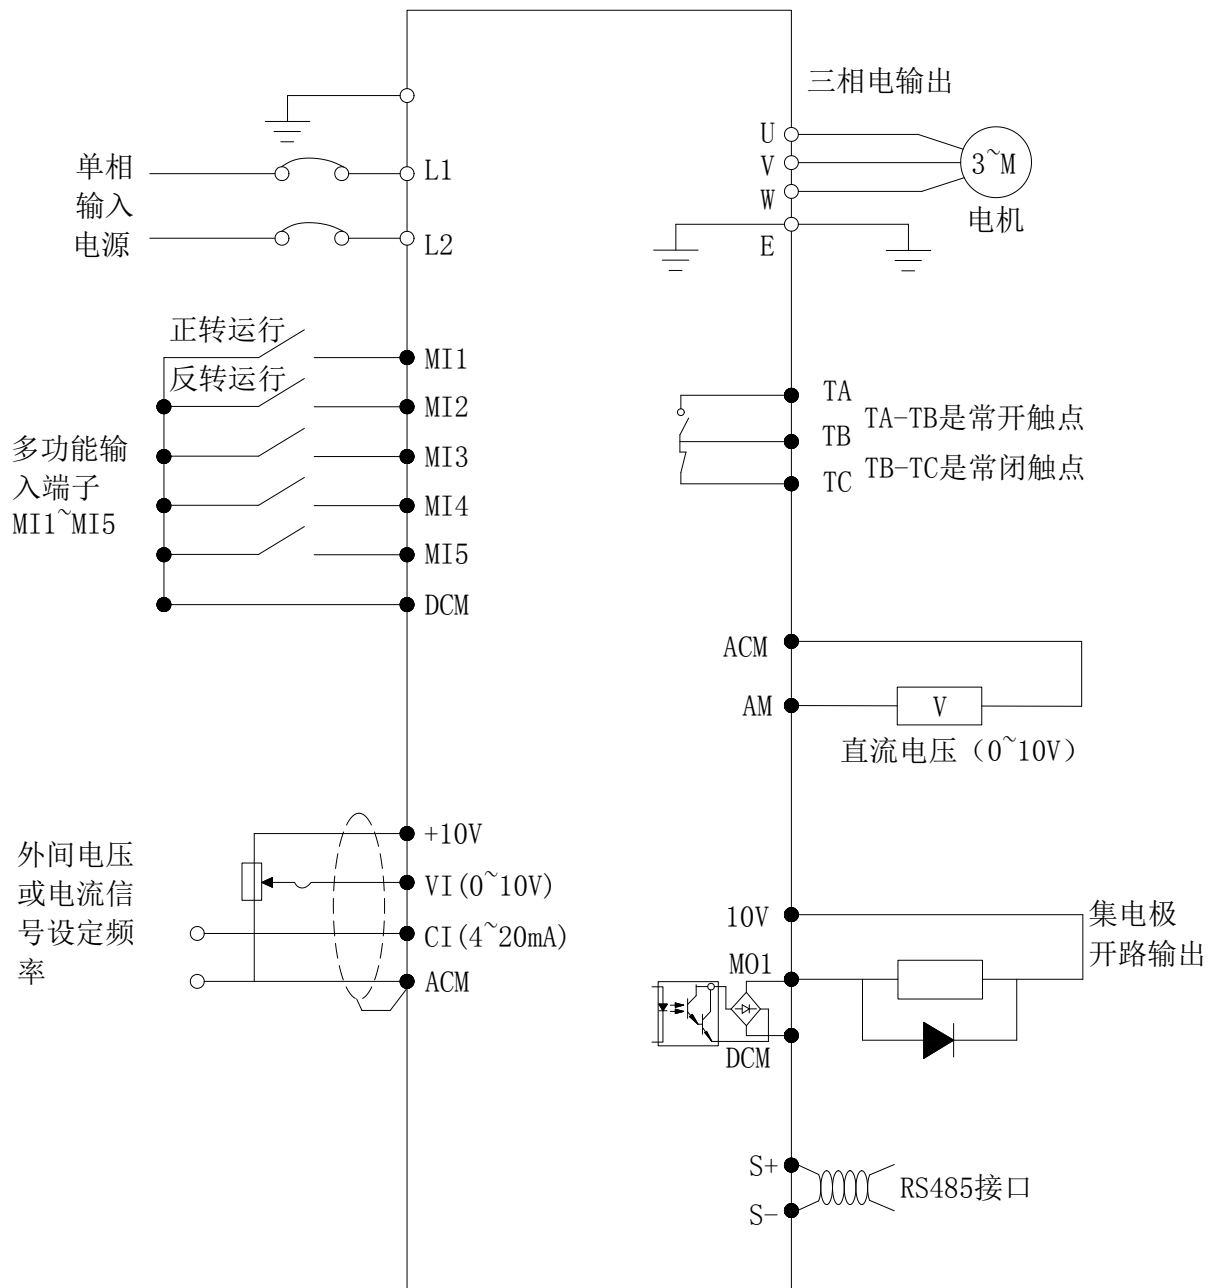 三相电输出
U
V
W
E
3~M
电机
单相
输入
电源
L1
L2
正转运行
反转运行
MI1
MI2
MI3
MI4
MI5
DCM
多功能输
入端子
MI1~MI5
TA
TB
TC
TA-TB是常开触点
TB-TC是常闭触点
ACM
AM
V
直流电压（0~10V）
外间电压
或电流信
号设定频
率
+10V
VI(0~10V)
CI(4~20mA)
ACM
10V
MO1
DCM
集电极
开路输出
S+
S-
RS485接口